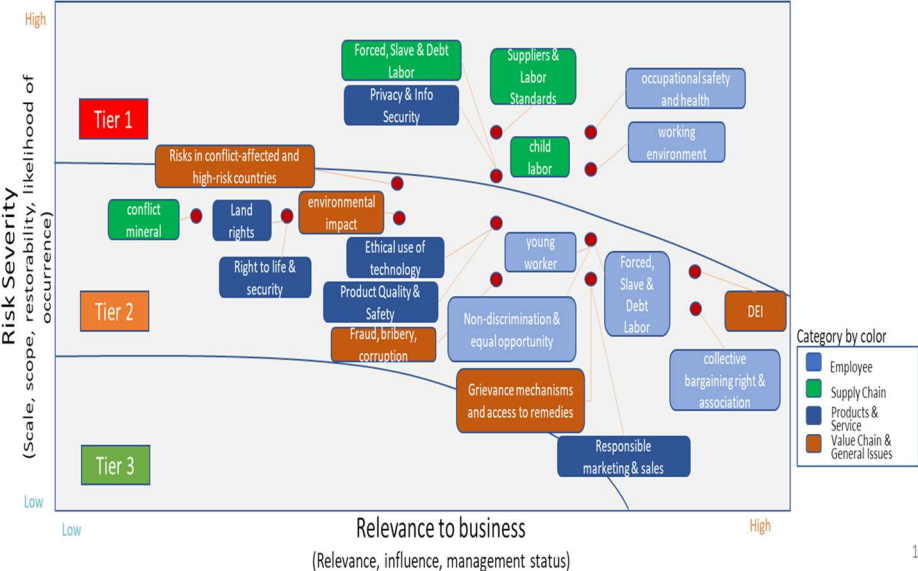 High
Risk Severity
(Scale, scope, restorability, likelihood of
occurrence)
Low
Tier 1
Tier 2
Tier 3
Forced, Slave & Debt
Labor
Privacy & Info
Security
Suppliers &
Labor
Standards
occupational safety
and health
child
labor
working
environment
Risks in conflict-affected and
high-risk countries
conflict
mineral
Land
rights
environmental
impact
Right to life &
security
Ethical use of
technology
Product Quality &
Safety
Fraud, bribery,
corruption
young
worker
Non-discrimination &
equal opportunity
Forced,
Slave &
Debt
Labor
DEI
collective
bargaining right &
association
Grievance mechanisms
and access to remedies
Responsible
marketing & sales
Category by color
Employee
Supply Chain
Products &
Service
Value Chain &
General Issues
Low
Relevance to business
High
(Relevance, influence, management status)
1